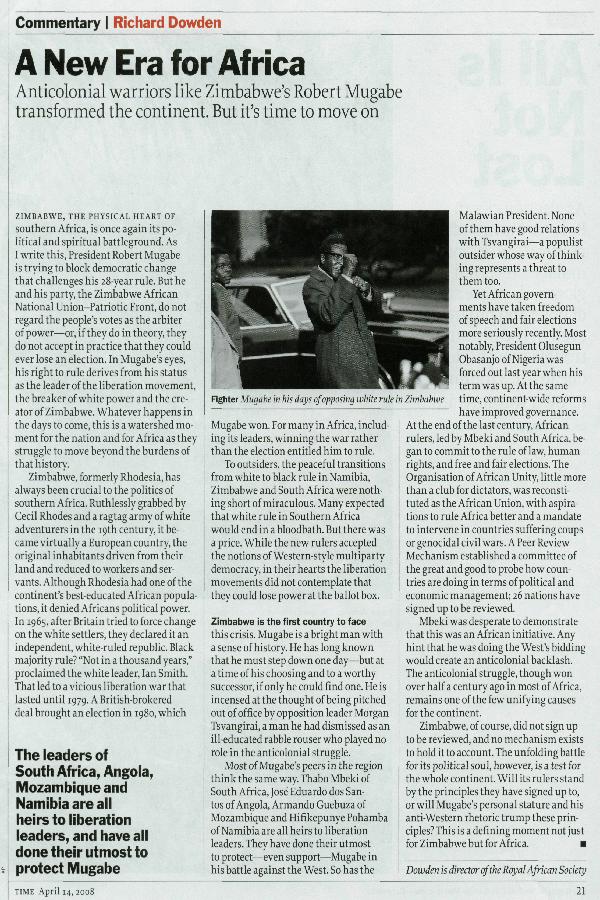 Commentary | Richard Dowden
A New Era for Africa
Anticolonial warriors like Zimbabwe's Robert Mugabe
transformed the continent. But it's time to move on
ZIMBABWE, THE PHYSICAL HEART OF
southern Africa, is once again its po-
litical and spiritual battleground. As
I write this, President Robert Mugabe
is trying to block democratic change
that challenges his 28-year rule. But he
and his party, the Zimbabwe African
National Union–Patriotic Front, do not
regard the people's votes as the arbiter
of power—or, if they do in theory, they
do not accept in practice that they could
ever lose an election. In Mugabe's eyes,
his right to rule derives from his status
as the leader of the liberation movement,
the breaker of white power and the cre-
ator of Zimbabwe. Whatever happens in
the days to come, this is a watershed mo-
ment for the nation and for Africa as they
struggle to move beyond the burdens of
that history.
Zimbabwe, formerly Rhodesia, has
always been crucial to the politics of
southern Africa. Ruthlessly grabbed by
Cecil Rhodes and a ragtag army of white
adventurers in the 19th century, it be-
came virtually a European country, the
original inhabitants driven from their
land and reduced to workers and ser-
vants. Although Rhodesia had one of the
continent's best-educated African popula-
tions, it denied Africans political power.
In 1965, after Britain tried to force change
on the white settlers, they declared it an
independent, white-ruled republic. Black
majority rule? "Not in a thousand years,"
proclaimed the white leader, Ian Smith.
That led to a vicious liberation war that
lasted until 1979. A British-brokered
deal brought an election in 1980, which
The leaders of
South Africa, Angola,
Mozambique and
Namibia are all
heirs to liberation
leaders, and have all
done their utmost to
protect Mugabe
Fighter Mugabe in his days of opposing white rule in Zimbabwe
Mugabe won. For many in Africa, includ-
ing its leaders, winning the war rather
than the election entitled him to rule.
To outsiders, the peaceful transitions
from white to black rule in Namibia,
Zimbabwe and South Africa were noth-
ing short of miraculous. Many expected
that white rule in Southern Africa
would end in a bloodbath. But there was
a price. While the new rulers accepted
the notions of Western-style multiparty
democracy, in their hearts the liberation
movements did not contemplate that
they could lose power at the ballot box.
Zimbabwe is the first country to face
this crisis. Mugabe is a bright man with
a sense of history. He has long known
that he must step down one day—but at
a time of his choosing and to a worthy
successor, if only he could find one. He is
incensed at the thought of being pitched
out of office by opposition leader Morgan
Tsvangirai, a man he had dismissed as an
ill-educated rabble rouser who played no
role in the anticolonial struggle.
Most of Mugabe's peers in the region
think the same way. Thabo Mbeki of
South Africa, José Eduardo dos San-
tos of Angola, Armando Guebuza of
Mozambique and Hifikepunye Pohamba
of Namibia are all heirs to liberation
leaders. They have done their utmost
to protect—even support—Mugabe in
his battle against the West. So has the
Malawian President. None
of them have good relations
with Tsvangirai—a populist
outsider whose way of think-
ing represents a threat to
them too.
Yet African govern-
ments have taken freedom
of speech and fair elections
more seriously recently. Most
notably, President Olusegun
Obasanjo of Nigeria was
forced out last year when his
term was up. At the same
time, continent-wide reforms
have improved governance.
At the end of the last century, African
rulers, led by Mbeki and South Africa, be-
gan to commit to the rule of law, human
rights, and free and fair elections. The
Organisation of African Unity, little more
than a club for dictators, was reconsti-
tuted as the African Union, with aspira-
tions to rule Africa better and a mandate
to intervene in countries suffering coups
or genocidal civil wars. A Peer Review
Mechanism established a committee of
the great and good to probe how coun-
tries are doing in terms of political and
economic management; 26 nations have
signed up to be reviewed.
Mbeki was desperate to demonstrate
that this was an African initiative. Any
hint that he was doing the West's bidding
would create an anticolonial backlash.
The anticolonial struggle, though won
over half a century ago in most of Africa,
remains one of the few unifying causes
for the continent.
Zimbabwe, of course, did not sign up
to be reviewed, and no mechanism exists
to hold it to account. The unfolding battle
for its political soul, however, is a test for
the whole continent. Will its rulers stand
by the principles they have signed up to,
or will Mugabe's personal stature and his
anti-Western rhetoric trump these prin-
ciples? This is a defining moment not just
for Zimbabwe but for Africa. ■
Dowden is director of the Royal African Society
TIME April 14, 2008
21